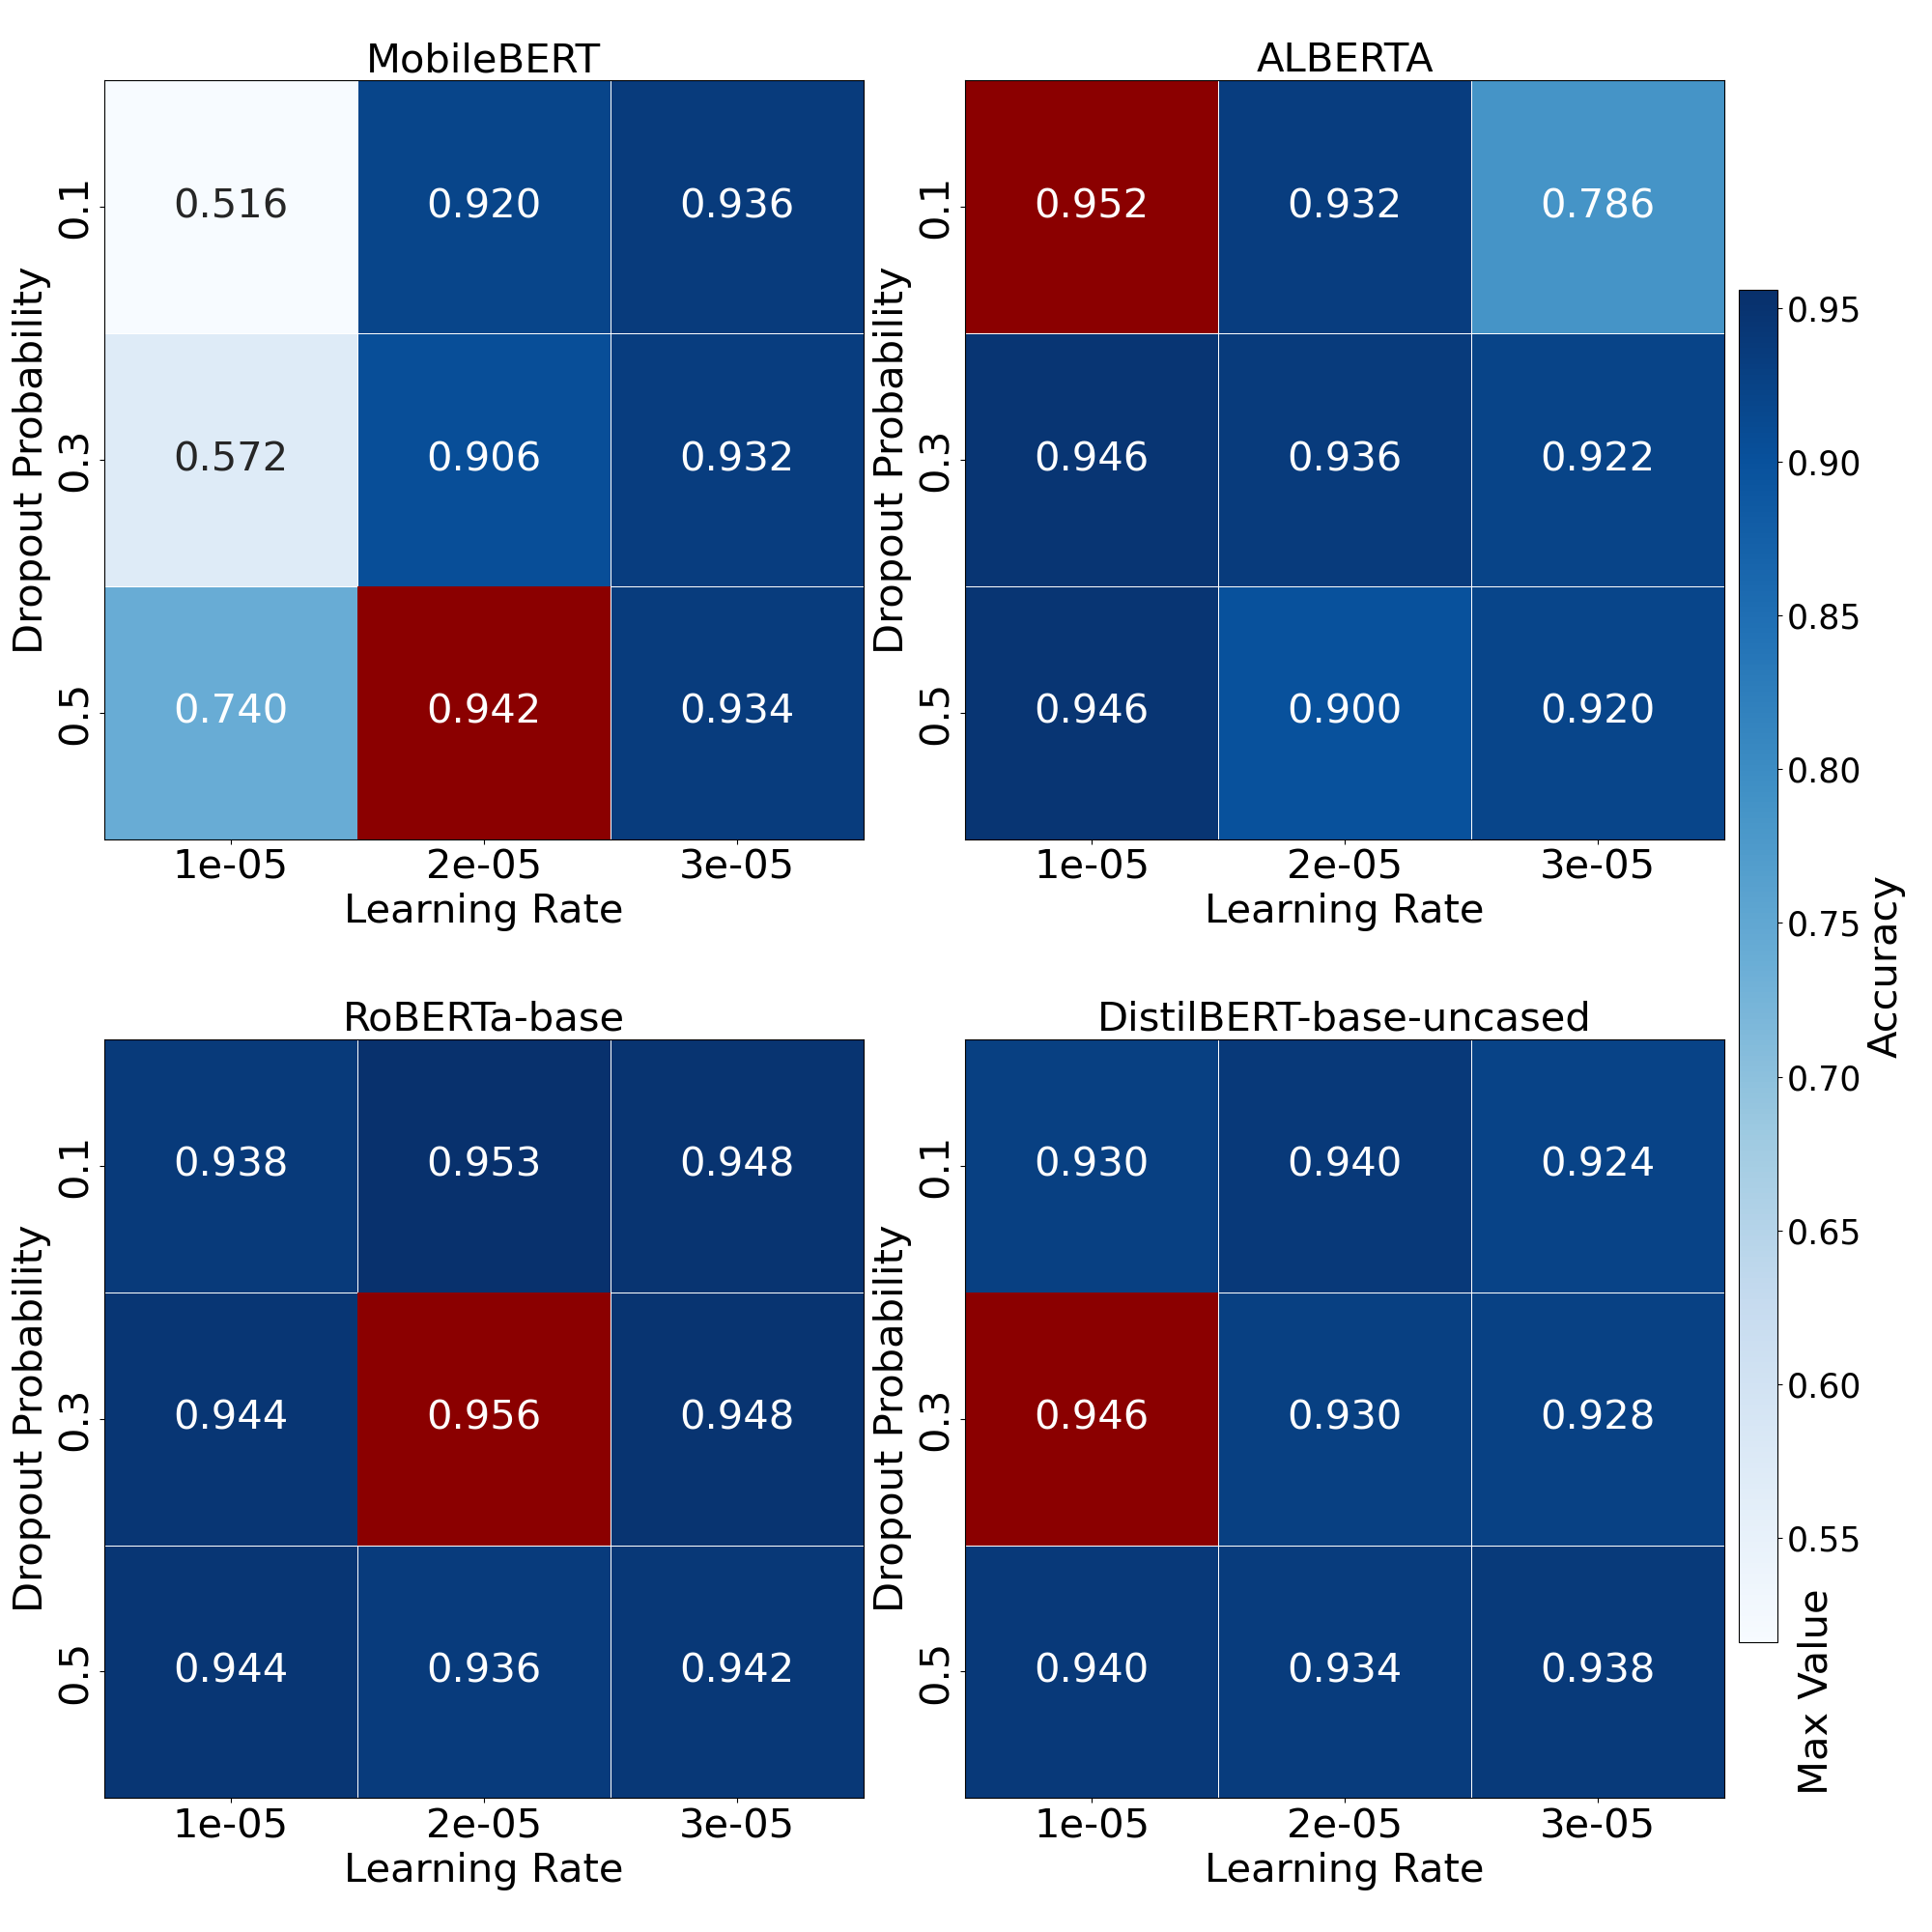 MobileBERT
0.1 0.516 0.920 0.936
0.3 0.572 0.906 0.932
0.5 0.740 0.942 0.934
Dropout Probability
1e-05 2e-05 3e-05
Learning Rate
ALBERTA
0.1 0.952 0.932 0.786
0.3 0.946 0.936 0.922
0.5 0.946 0.900 0.920
Dropout Probability
1e-05 2e-05 3e-05
Learning Rate
RoBERTa-base
0.1 0.938 0.953 0.948
0.3 0.944 0.956 0.948
0.5 0.944 0.936 0.942
Dropout Probability
1e-05 2e-05 3e-05
Learning Rate
DistilBERT-base-uncased
0.1 0.930 0.940 0.924
0.3 0.946 0.930 0.928
0.5 0.940 0.934 0.938
Dropout Probability
1e-05 2e-05 3e-05
Learning Rate
0.95
0.90
0.85
0.80
0.75
0.70
0.65
0.60
0.55
Accuracy
Max Value